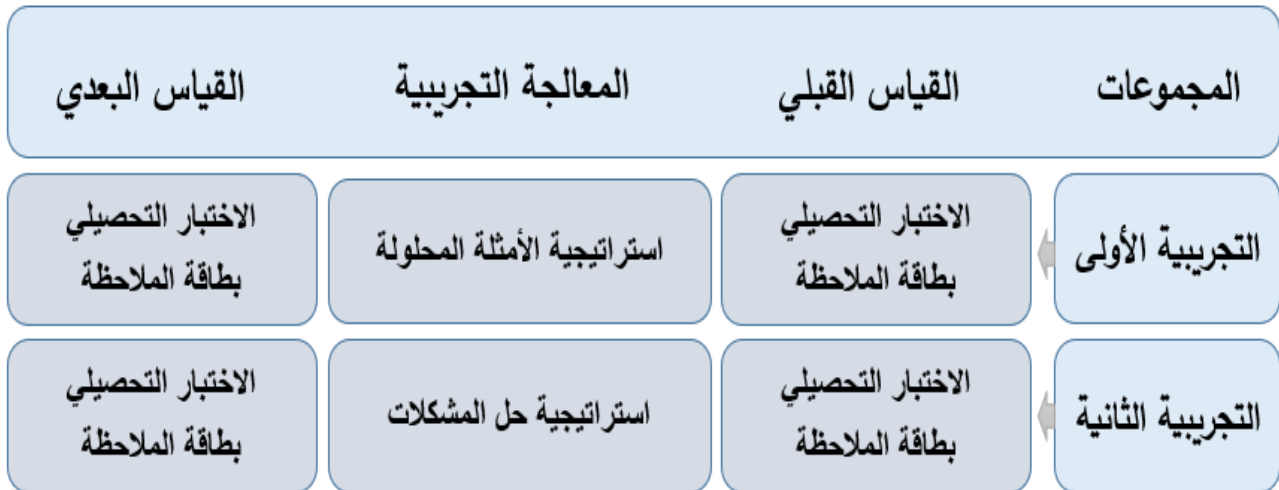 المجموعات
القياس القبلي
المعالجة التجريبية
القياس البعدي
التجريبية الأولى
الاختبار التحصيلي
بطاقة الملاحظة
استراتيجية الأمثلة المحلولة
الاختبار التحصيلي
بطاقة الملاحظة
التجريبية الثانية
الاختبار التحصيلي
بطاقة الملاحظة
استراتيجية حل المشكلات
الاختبار التحصيلي
بطاقة الملاحظة